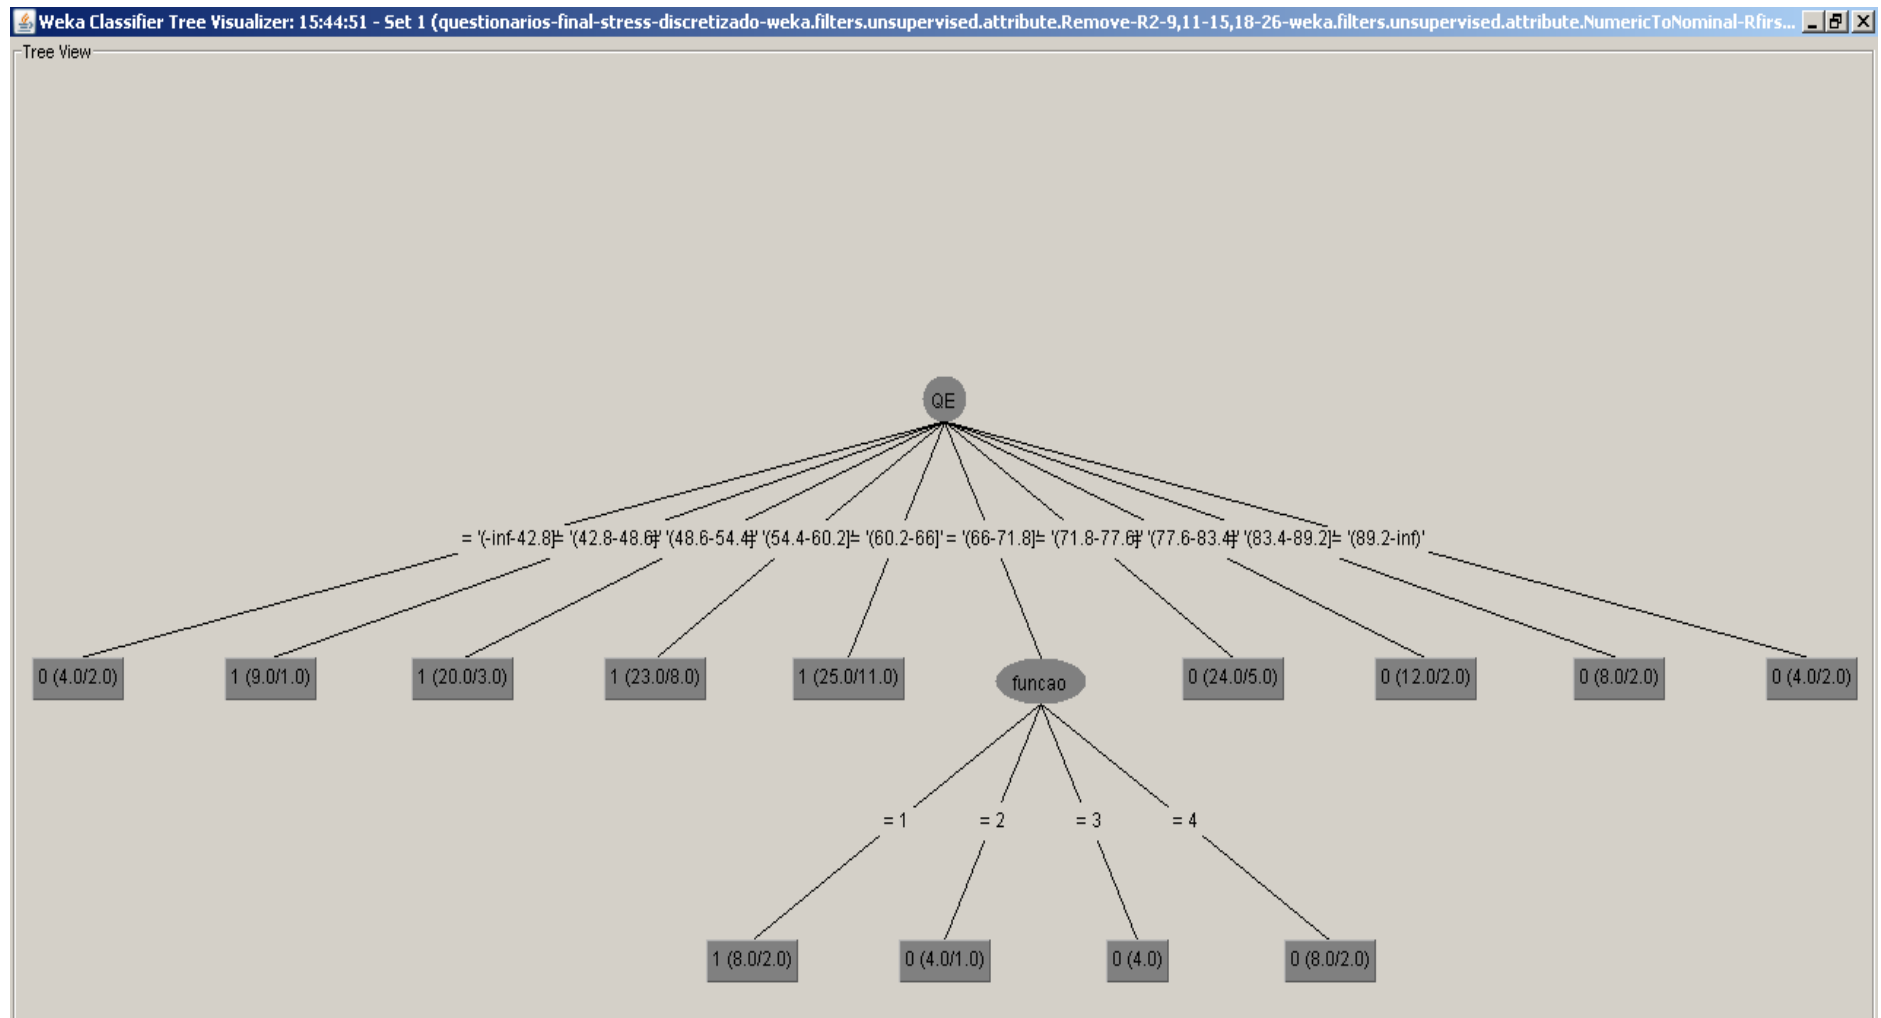 Weka Classifier Tree Visualizer: 15:44:51 - Set 1 (questionarios-final-stress-discretizado-weka.filters.unsupervised.attribute.Remove-R2-9,11-15,18-26-weka.filters.unsupervised.attribute.NumericToNominal-Rfirs...
Tree View
QE
= '(-inf-42.8]' = '(42.8-48.6]' '(48.6-54.4]' '(54.4-60.2]' = '(60.2-66]' = '(66-71.8]' = '(71.8-77.6]' '(77.6-83.4]' '(83.4-89.2]' = '(89.2-inf)'
0 (4.0/2.0) 1 (9.0/1.0) 1 (20.0/3.0) 1 (23.0/8.0) 1 (25.0/11.0) funcao 0 (24.0/5.0) 0 (12.0/2.0) 0 (8.0/2.0) 0 (4.0/2.0)
= 1 = 2 = 3 = 4
1 (8.0/2.0) 0 (4.0/1.0) 0 (4.0) 0 (8.0/2.0)